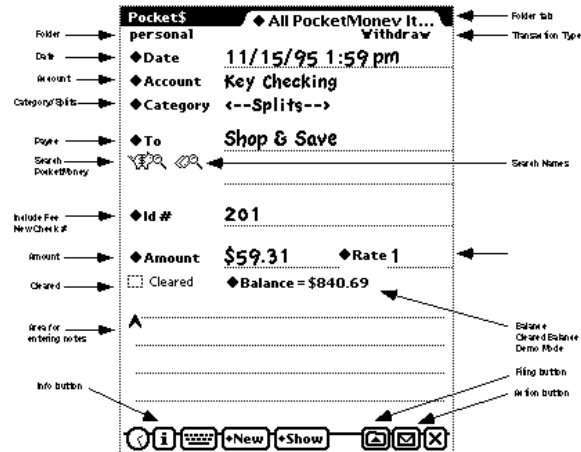 Pocket$ ◆ All PocketMoney It...
Folder tab
Folder personal Withdraw Transaction Type
Date ◆Date 11/15/95 1:59 pm
Account ◆Account Key Checking
Category/Splits ◆Category <--Splits-->
Payee ◆To Shop & Save
Search PocketMoney
Search Names
Include Fee
New Check # ◆Id # 201
Amount ◆Amount $59.31 ◆Rate 1
Cleared Cleared ◆Balance = $840.69
Area for
entering notes
Balance
Cleared Balance
Demo Mode
Filing button
Info button
Action button
i ◆New ◆Show X